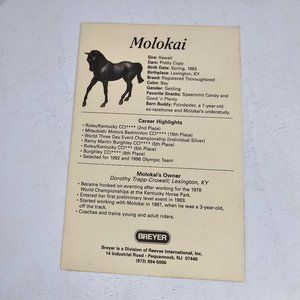 Molokai
Sire: Hawaii
Dam: Pretty Copy
Birth Date: Spring, 1983
Birthplace: Lexington, KY
Breed: Registered Thoroughbred
Color: Bay
Gender: Gelding
Favorite Snacks: Spearmint Candy and
Good 'n Plenty
Barn Buddy: Poindexter, a 7-year-old
ex-racehorse and Molokai's understudy.
Career Highlights
• Rolex/Kentucky CCI**** (2nd Place)
• Mitsubishi Motors Badminton CCI**** (15th Place)
• World Three Day Event Championship (Individual Silver)
• Remy Martin Burghley CCI**** (5th Place)
• Rolex/Kentucky CCI**** (5th Place)
• Burghley CCI**** (8th Place)
• Selected for 1992 and 1996 Olympic Team
Molokai's Owner
Dorothy Trapp-Crowell; Lexington, KY
• Became hooked on eventing after working for the 1978
World Championships at the Kentucky Horse Park.
• Entered her first preliminary level event in 1983.
• Started working with Molokai in 1987, when he was a 3-year-old,
off the track.
• Coaches and trains young and adult riders.
BREYER
Breyer is a Division of Reeves International, Inc.
14 Industrial Road • Pequannock, NJ 07440
(973) 694-5006